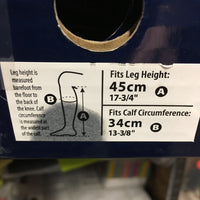 Leg height is
measured
barefoot from
the floor to
the back of
the knee. Calf
circumference
is measured
at the widest
part of the
calf.
B
A
Fits Leg Height:
45cm A
17-3/4"
Fits Calf Circumference:
34cm B
13-3/8"